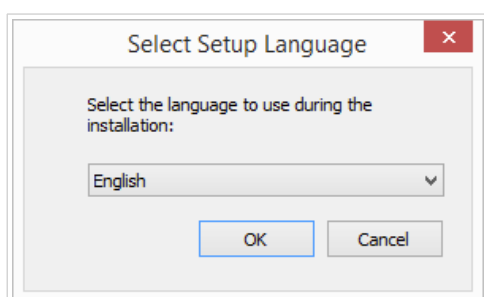 Select Setup Language
Select the language to use during the
installation:
English
OK
Cancel